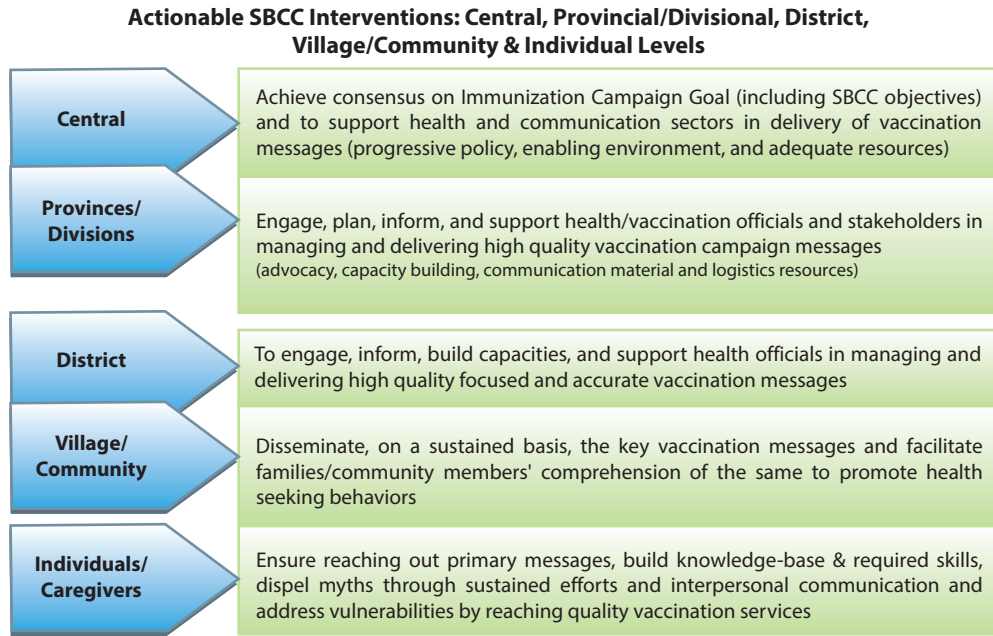 Actionable SBCC Interventions: Central, Provincial/Divisional, District,
Village/Community & Individual Levels
Central
Achieve consensus on Immunization Campaign Goal (including SBCC objectives)
and to support health and communication sectors in delivery of vaccination
messages (progressive policy, enabling environment, and adequate resources)
Provinces/
Divisions
Engage, plan, inform, and support health/vaccination officials and stakeholders in
managing and delivering high quality vaccination campaign messages
(advocacy, capacity building, communication material and logistics resources)
District
To engage, inform, build capacities, and support health officials in managing and
delivering high quality focused and accurate vaccination messages
Village/
Community
Disseminate, on a sustained basis, the key vaccination messages and facilitate
families/community members' comprehension of the same to promote health
seeking behaviors
Individuals/
Caregivers
Ensure reaching out primary messages, build knowledge-base & required skills,
dispel myths through sustained efforts and interpersonal communication and
address vulnerabilities by reaching quality vaccination services